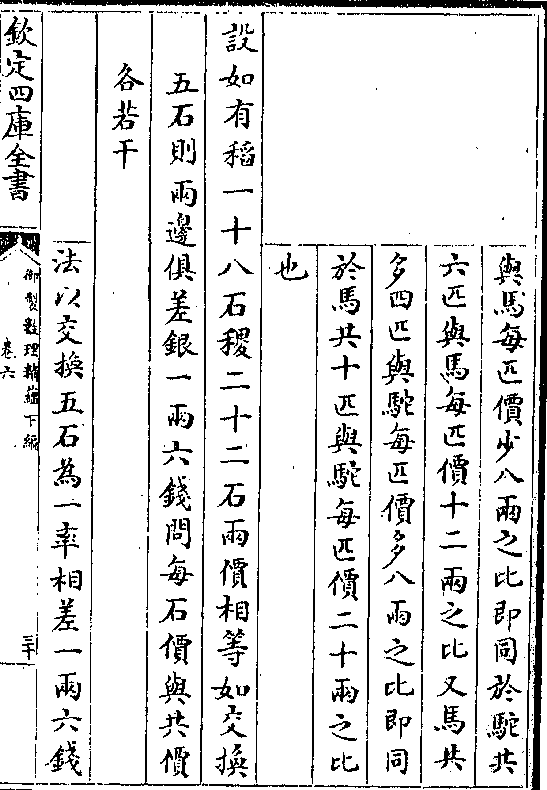 與馬每匹價少八兩之比即同於駝共
六匹與馬每匹價十二兩之比又馬共
多四匹與駝每匹價多八兩之比即同
於馬共十匹與駝每匹價二十兩之比
也
設如有稻一十八石稷二十二石兩價相等如交換
五石則兩邊俱差銀一兩六錢問每石價與共價
各若干
法以交換五石為一率相差一兩六錢
欽定四庫全書
御製數理精蘊下編
卷六
三十